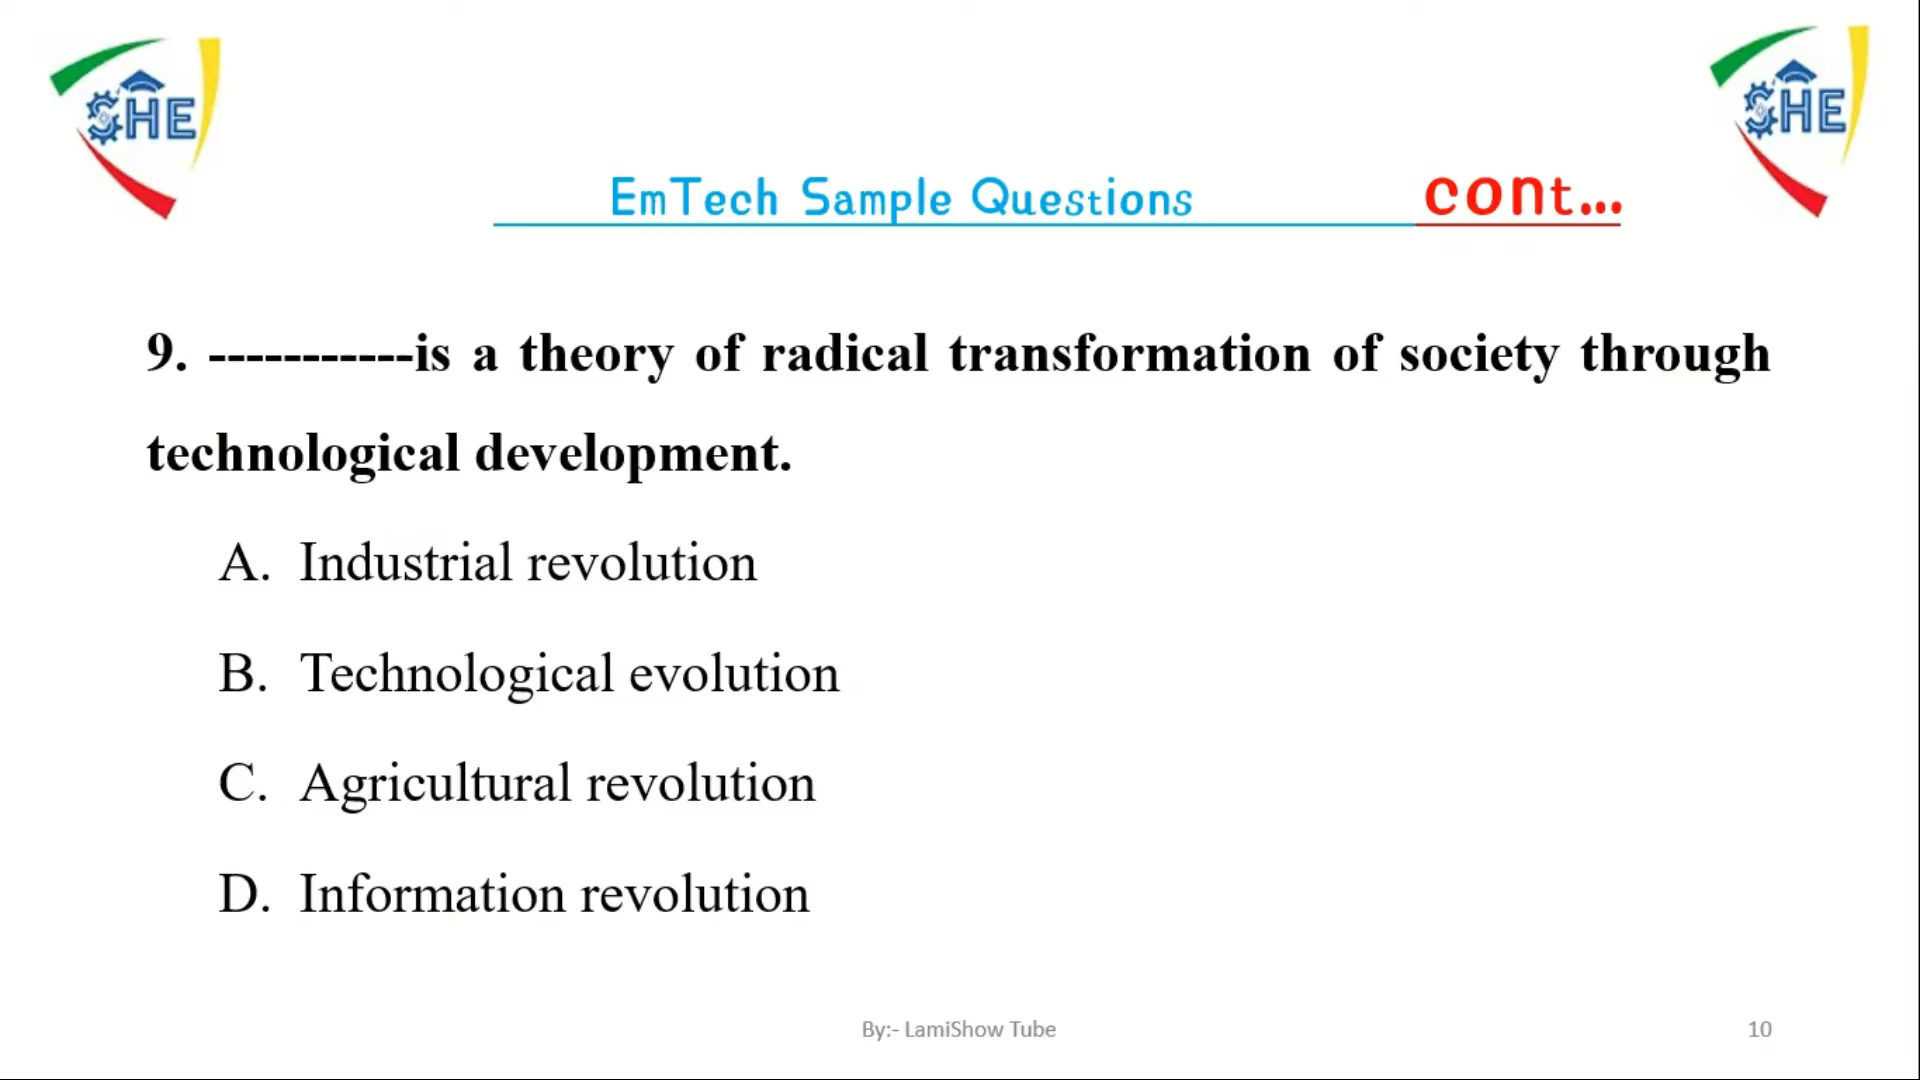 SHE
SHE
EmTech Sample Questions cont...
9. -----------is a theory of radical transformation of society through
technological development.
A. Industrial revolution
B. Technological evolution
C. Agricultural revolution
D. Information revolution
By:- LamiShow Tube
10